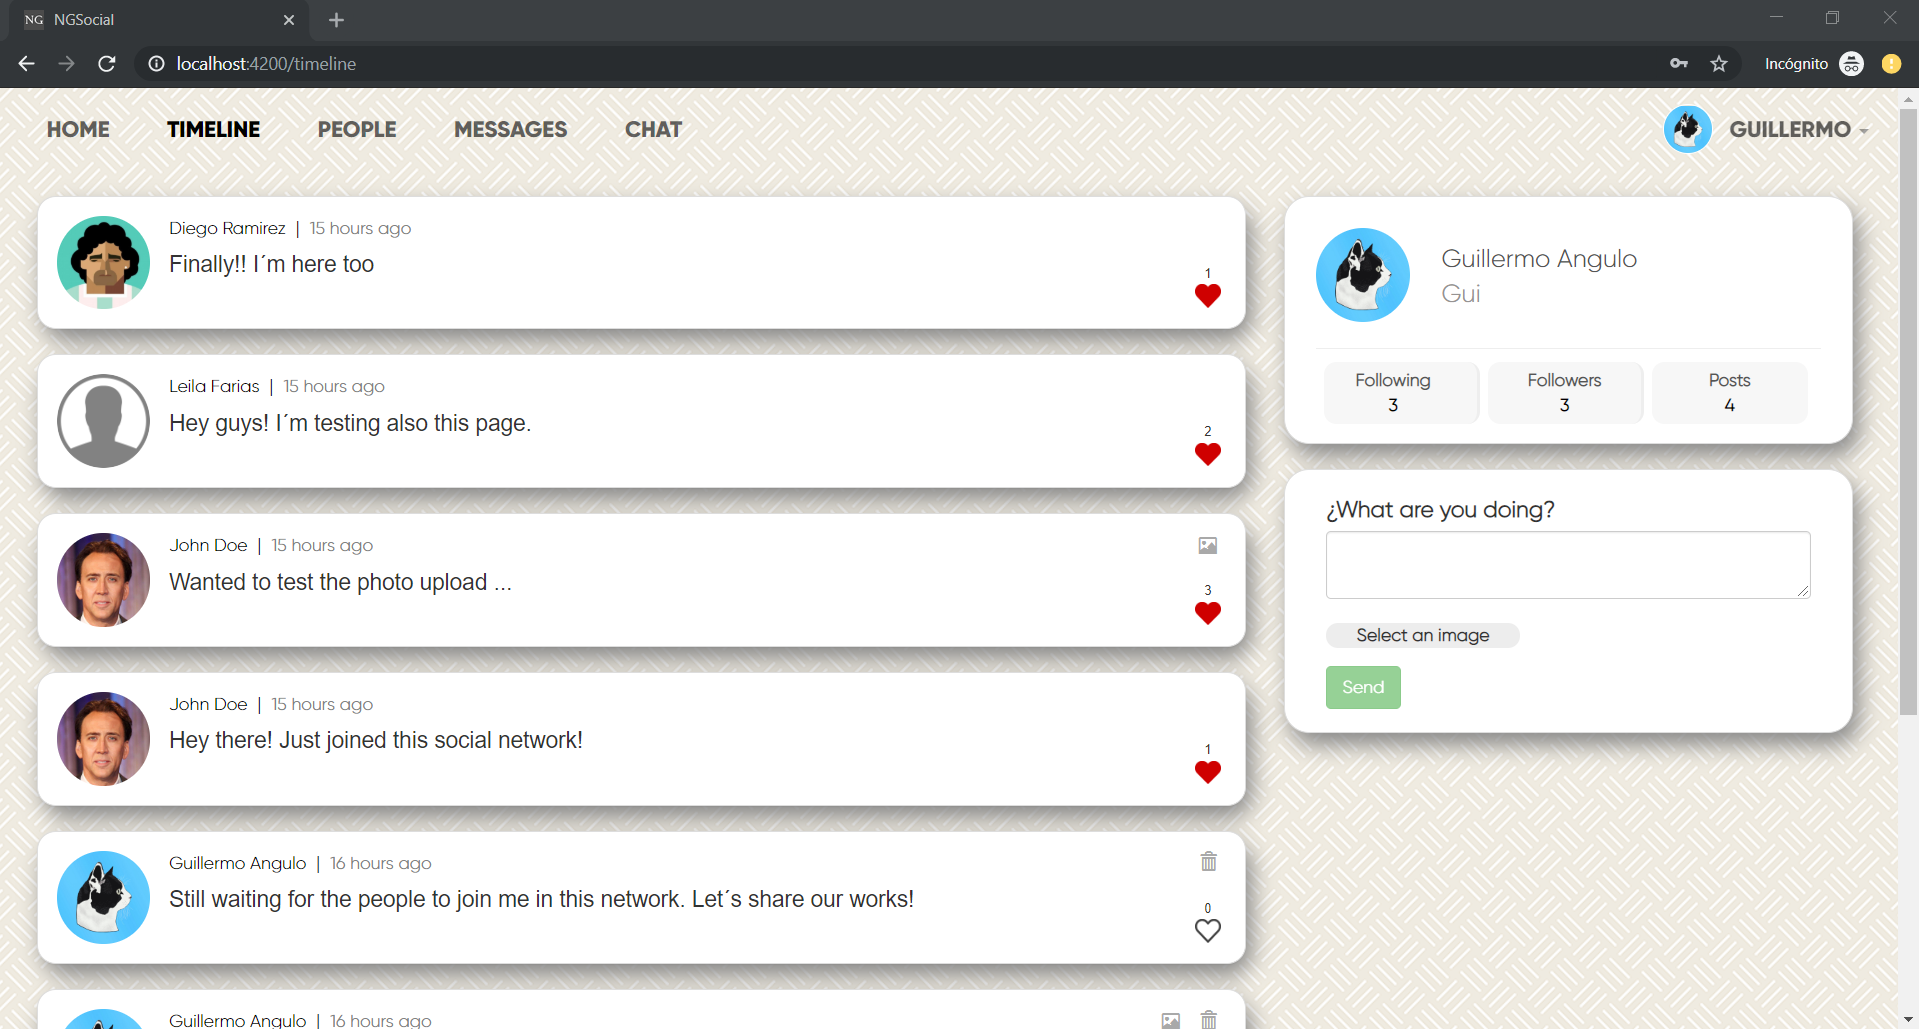 NG NGSocial
localhost:4200/timeline
Incógnito
HOME TIMELINE PEOPLE MESSAGES CHAT
GUILLERMO
Diego Ramirez | 15 hours ago
Finally!! I´m here too
1
Leila Farias | 15 hours ago
Hey guys! I´m testing also this page.
2
John Doe | 15 hours ago
Wanted to test the photo upload ...
3
John Doe | 15 hours ago
Hey there! Just joined this social network!
1
Guillermo Angulo | 16 hours ago
Still waiting for the people to join me in this network. Let´s share our works!
0
Guillermo Angulo | 16 hours ago
Guillermo Angulo
Gui
Following Followers Posts
3 3 4
¿What are you doing?
Select an image
Send